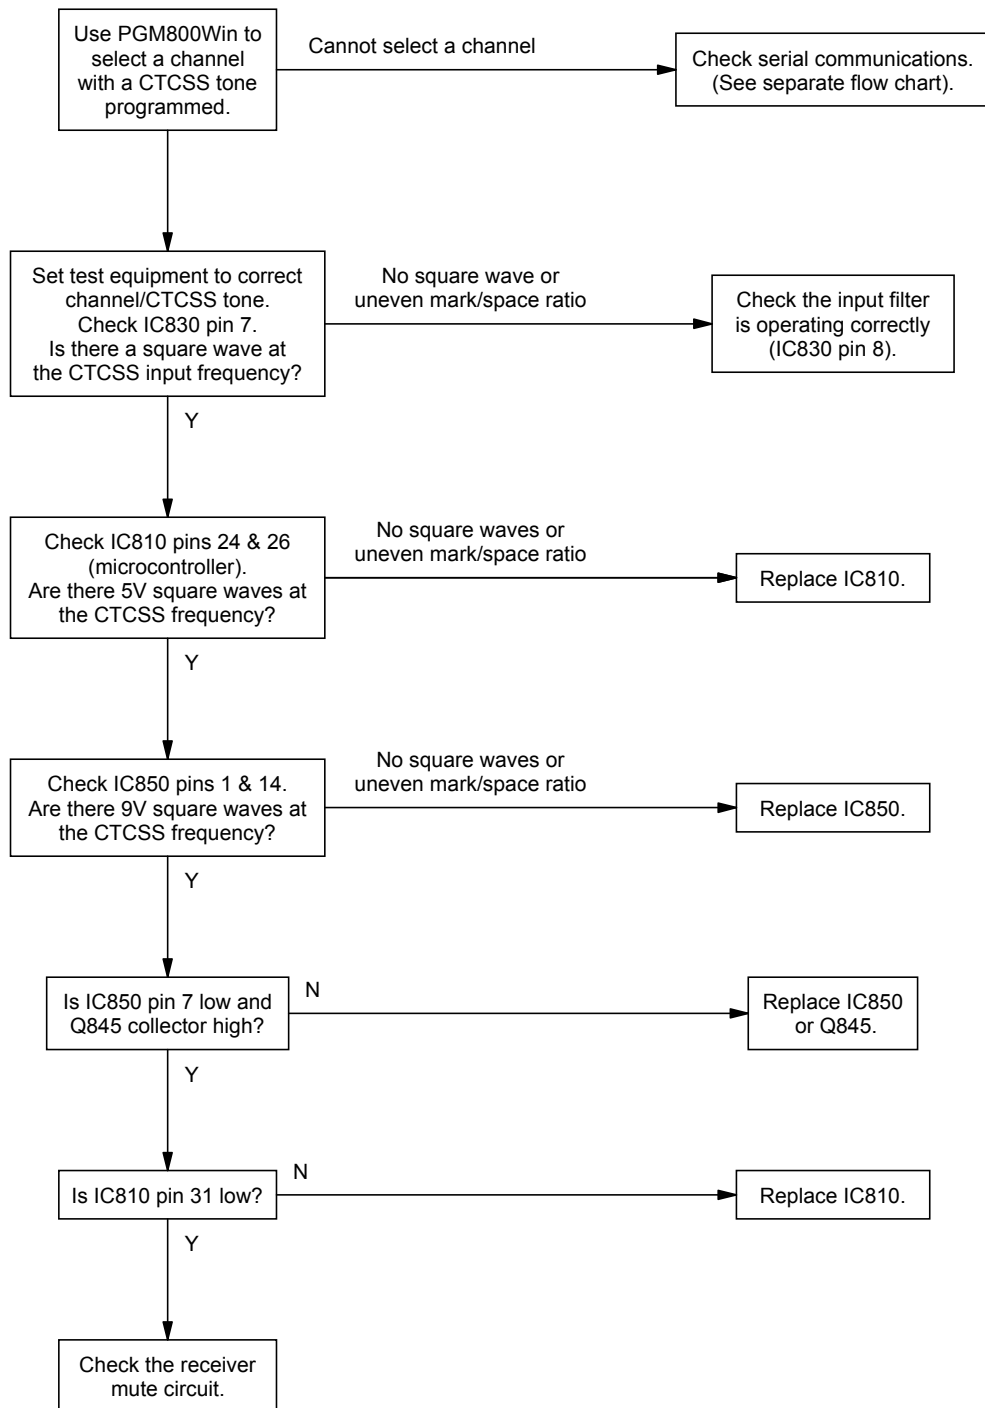 Use PGM800Win to
select a channel
with a CTCSS tone
programmed.
Cannot select a channel
Check serial communications.
(See separate flow chart).
Set test equipment to correct
channel/CTCSS tone.
Check IC830 pin 7.
Is there a square wave at
the CTCSS input frequency?
No square wave or
uneven mark/space ratio
Check the input filter
is operating correctly
(IC830 pin 8).
Y
Check IC810 pins 24 & 26
(microcontroller).
Are there 5V square waves at
the CTCSS frequency?
No square waves or
uneven mark/space ratio
Replace IC810.
Y
Check IC850 pins 1 & 14.
Are there 9V square waves at
the CTCSS frequency?
No square waves or
uneven mark/space ratio
Replace IC850.
Y
Is IC850 pin 7 low and
Q845 collector high?
N
Replace IC850
or Q845.
Y
Is IC810 pin 31 low?
N
Replace IC810.
Y
Check the receiver
mute circuit.